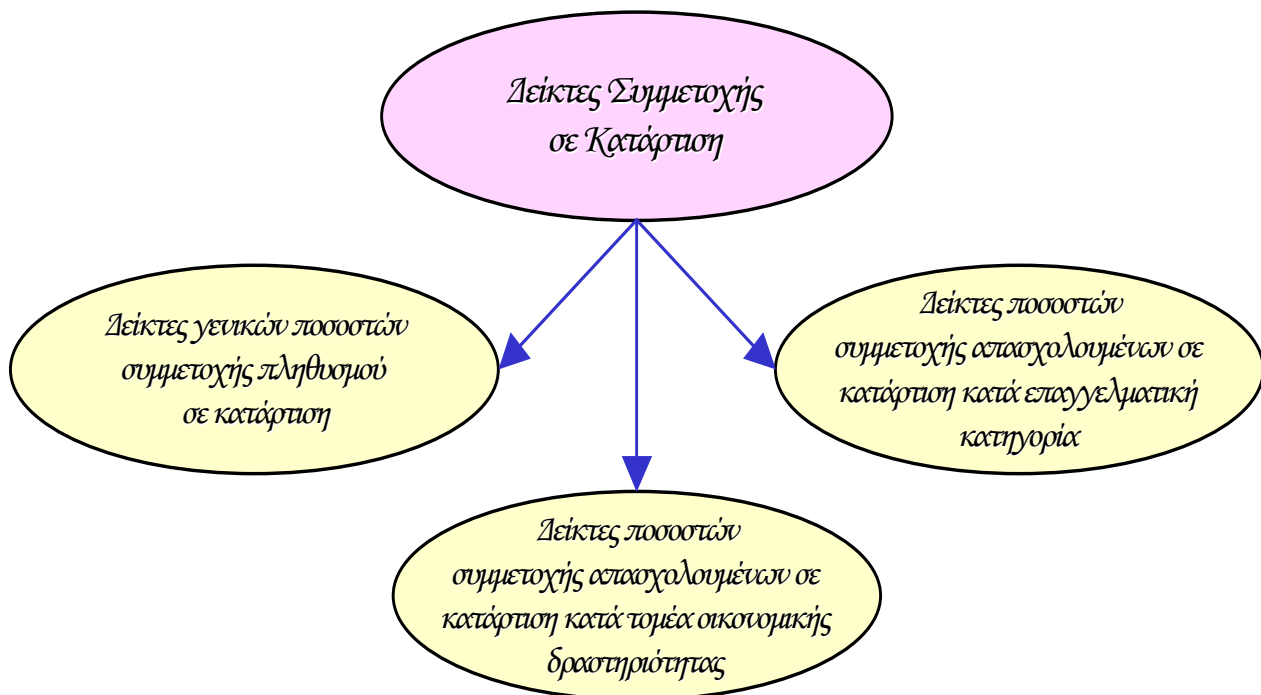 Δείκτες Συμμετοχής
σε Κατάρτιση
Δείκτες γενικών ποσοστών
συμμετοχής πληθυσμού
σε κατάρτιση
Δείκτες ποσοστών
συμμετοχής απασχολουμένων σε
κατάρτιση κατά επαγγελματική
κατηγορία
Δείκτες ποσοστών
συμμετοχής απασχολουμένων σε
κατάρτιση κατά τομέα οικονομικής
δραστηριότητας